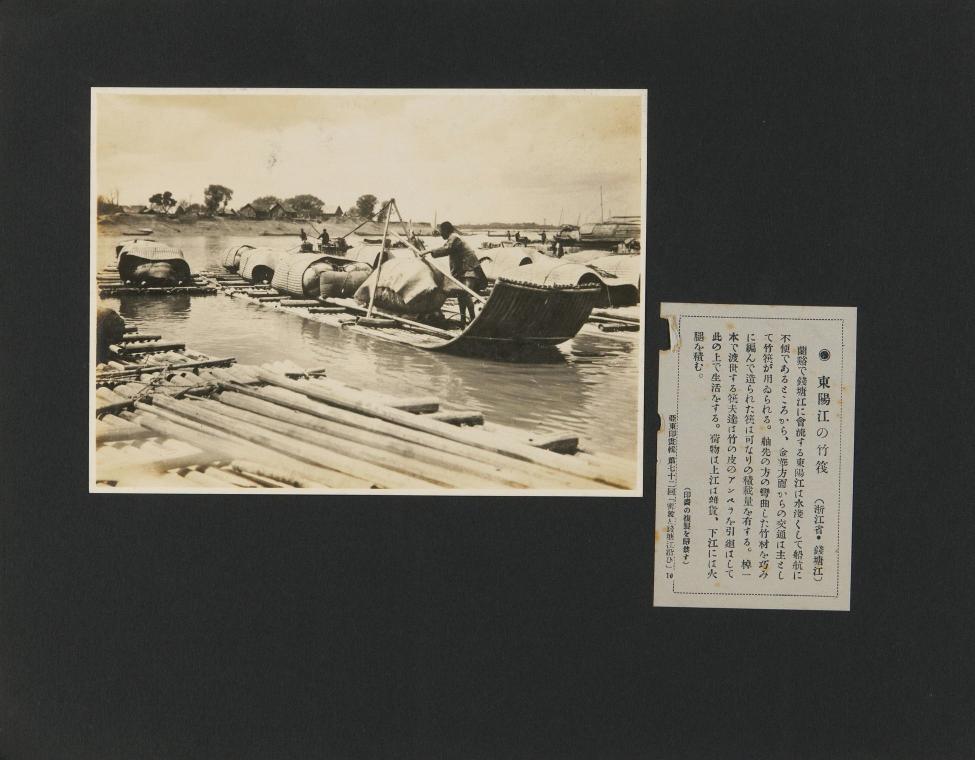 ● 東陽江の竹筏 (浙江省・錢塘江)
蘭谿で錢塘江に會流する東陽江は水淺くして船航に
不便であるところから、金華方面からの交通は主とし
て竹筏が用ゐられる。舳先の方の彎曲した竹材を巧み
に編んで造られた筏は可なりの積載量を有する。棹一
本で渡世する筏夫達は竹の皮のアンペラを引廻はして
此の上で生活をする。荷物は上江は雜貨、下江には火
腿を積む。
(印畫の複製を嚴禁す)
亞東印畫輯 第七十二回 錢塘江沿ひ」10